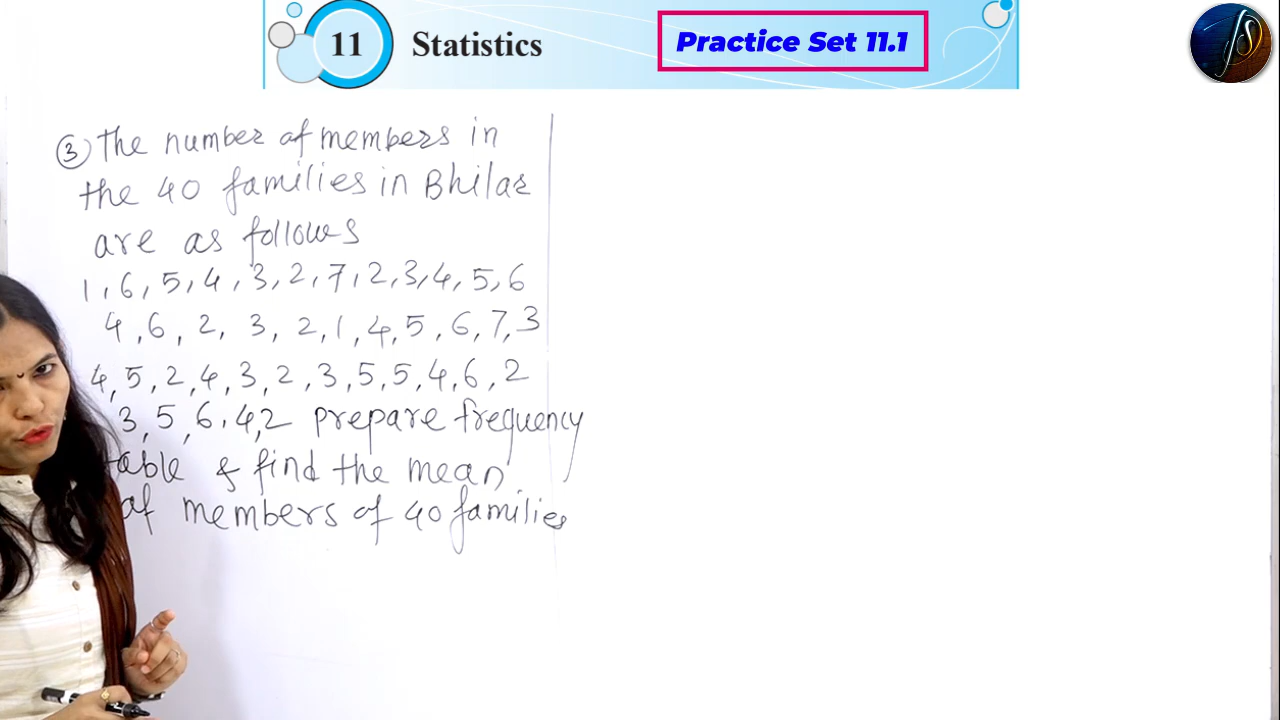 11 Statistics Practice Set 11.1
③ The number of members in
the 40 families in Bhilar
are as follows
1, 6, 5, 4, 3, 2, 7, 2, 3, 4, 5, 6
4, 6, 2, 3, 2, 1, 4, 5, 6, 7, 3
4, 5, 2, 4, 3, 2, 3, 5, 5, 4, 6, 2
3, 5, 6, 4, 2 prepare frequency
table & find the mean
of members of 40 families